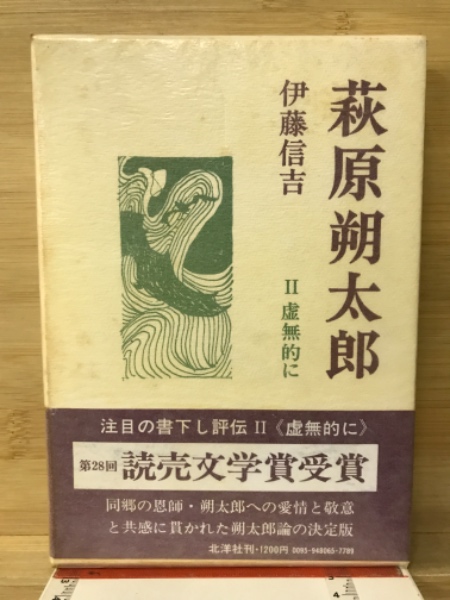 萩原朔太郎
伊藤信吉
II 虚無的に
注目の書下し評伝 II《虚無的に》
第28回 読売文学賞受賞
同郷の恩師・朔太郎への愛情と敬意
と共感に貫かれた朔太郎論の決定版
北洋社刊・1200円 0095-940065-7789